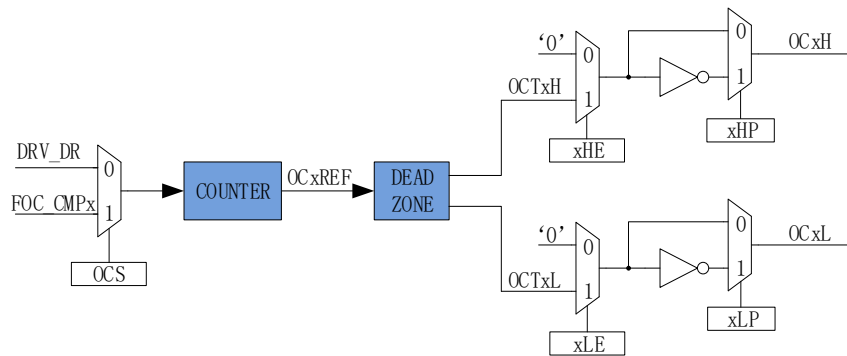 ‘0’
0
OCTxH
1
xHE
0
1
OCxH
xHP
DRV_DR
0
FOC_CMPx
1
OCS
COUNTER
OCxREF
DEAD
ZONE
‘0’
0
OCTxL
1
xLE
0
1
OCxL
xLP